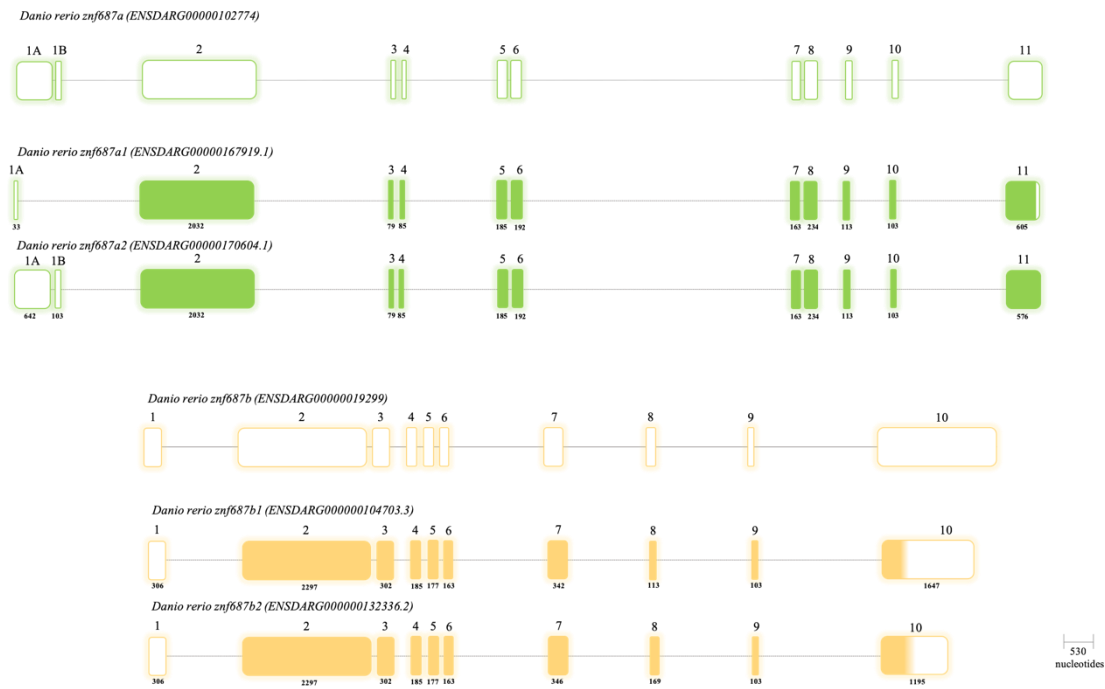 Danio rerio znf687a (ENSDARG00000102774)
1A 1B 2 3 4 5 6 7 8 9 10 11
Danio rerio znf687a1 (ENSDARG00000167919.1)
1A 2 3 4 5 6 7 8 9 10 11
33 2032 79 85 185 192 163 234 113 103 605
Danio rerio znf687a2 (ENSDARG00000170604.1)
1A 1B 2 3 4 5 6 7 8 9 10 11
642 103 2032 79 85 185 192 163 234 113 103 576
Danio rerio znf687b (ENSDARG00000019299)
1 2 3 4 5 6 7 8 9 10
Danio rerio znf687b1 (ENSDARG000000104703.3)
1 2 3 4 5 6 7 8 9 10
306 2297 302 185 177 163 342 113 103 1647
Danio rerio znf687b2 (ENSDARG000000132336.2)
1 2 3 4 5 6 7 8 9 10
306 2297 302 185 177 163 346 169 103 1195
530
nucleotides